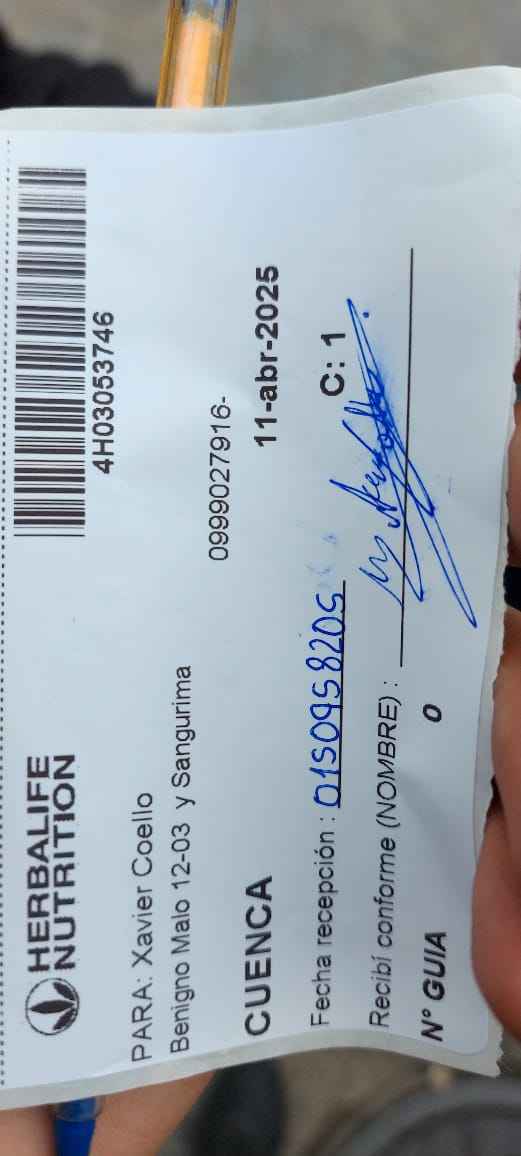 HERBALIFE
NUTRITION
4H03053746
PARA: Xavier Coello
Benigno Malo 12-03 y Sangurima
0999027916-
CUENCA
11-abr-2025
Fecha recepción : 0150958205
C: 1
Recibí conforme (NOMBRE) :
N° GUIA 0